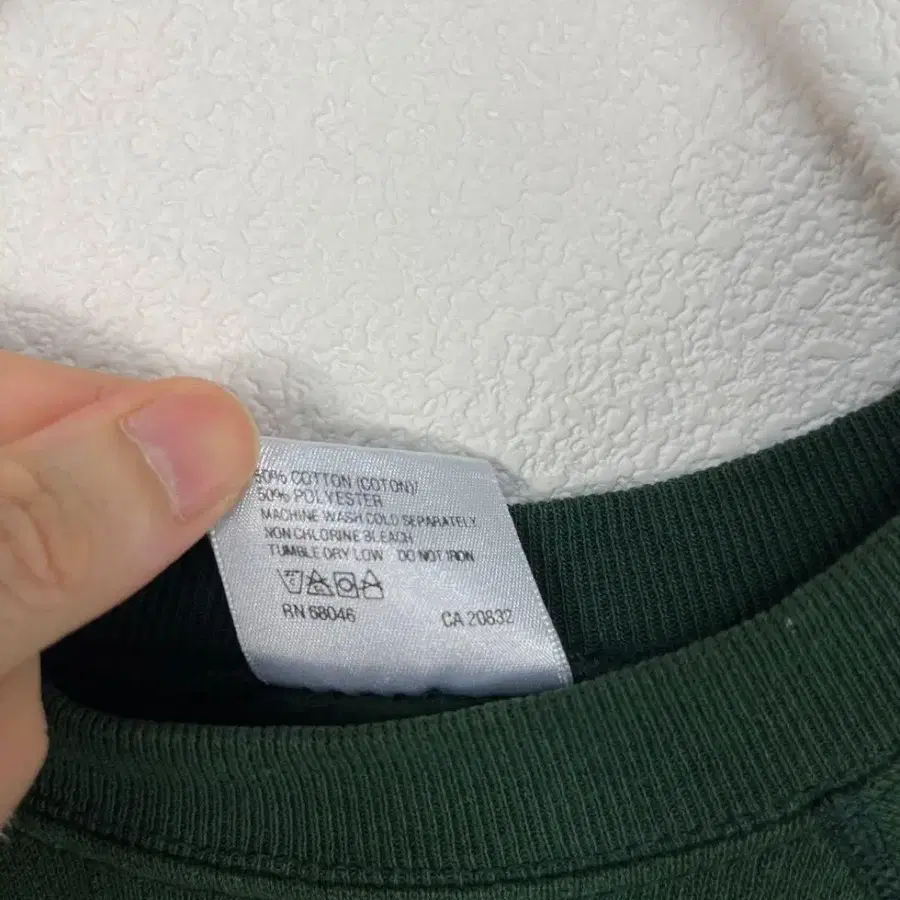 50% COTTON (COTON)/
50% POLYESTER
MACHINE WASH COLD SEPARATELY
NON CHLORINE BLEACH
TUMBLE DRY LOW DO NOT IRON
RN 68046 CA 20832